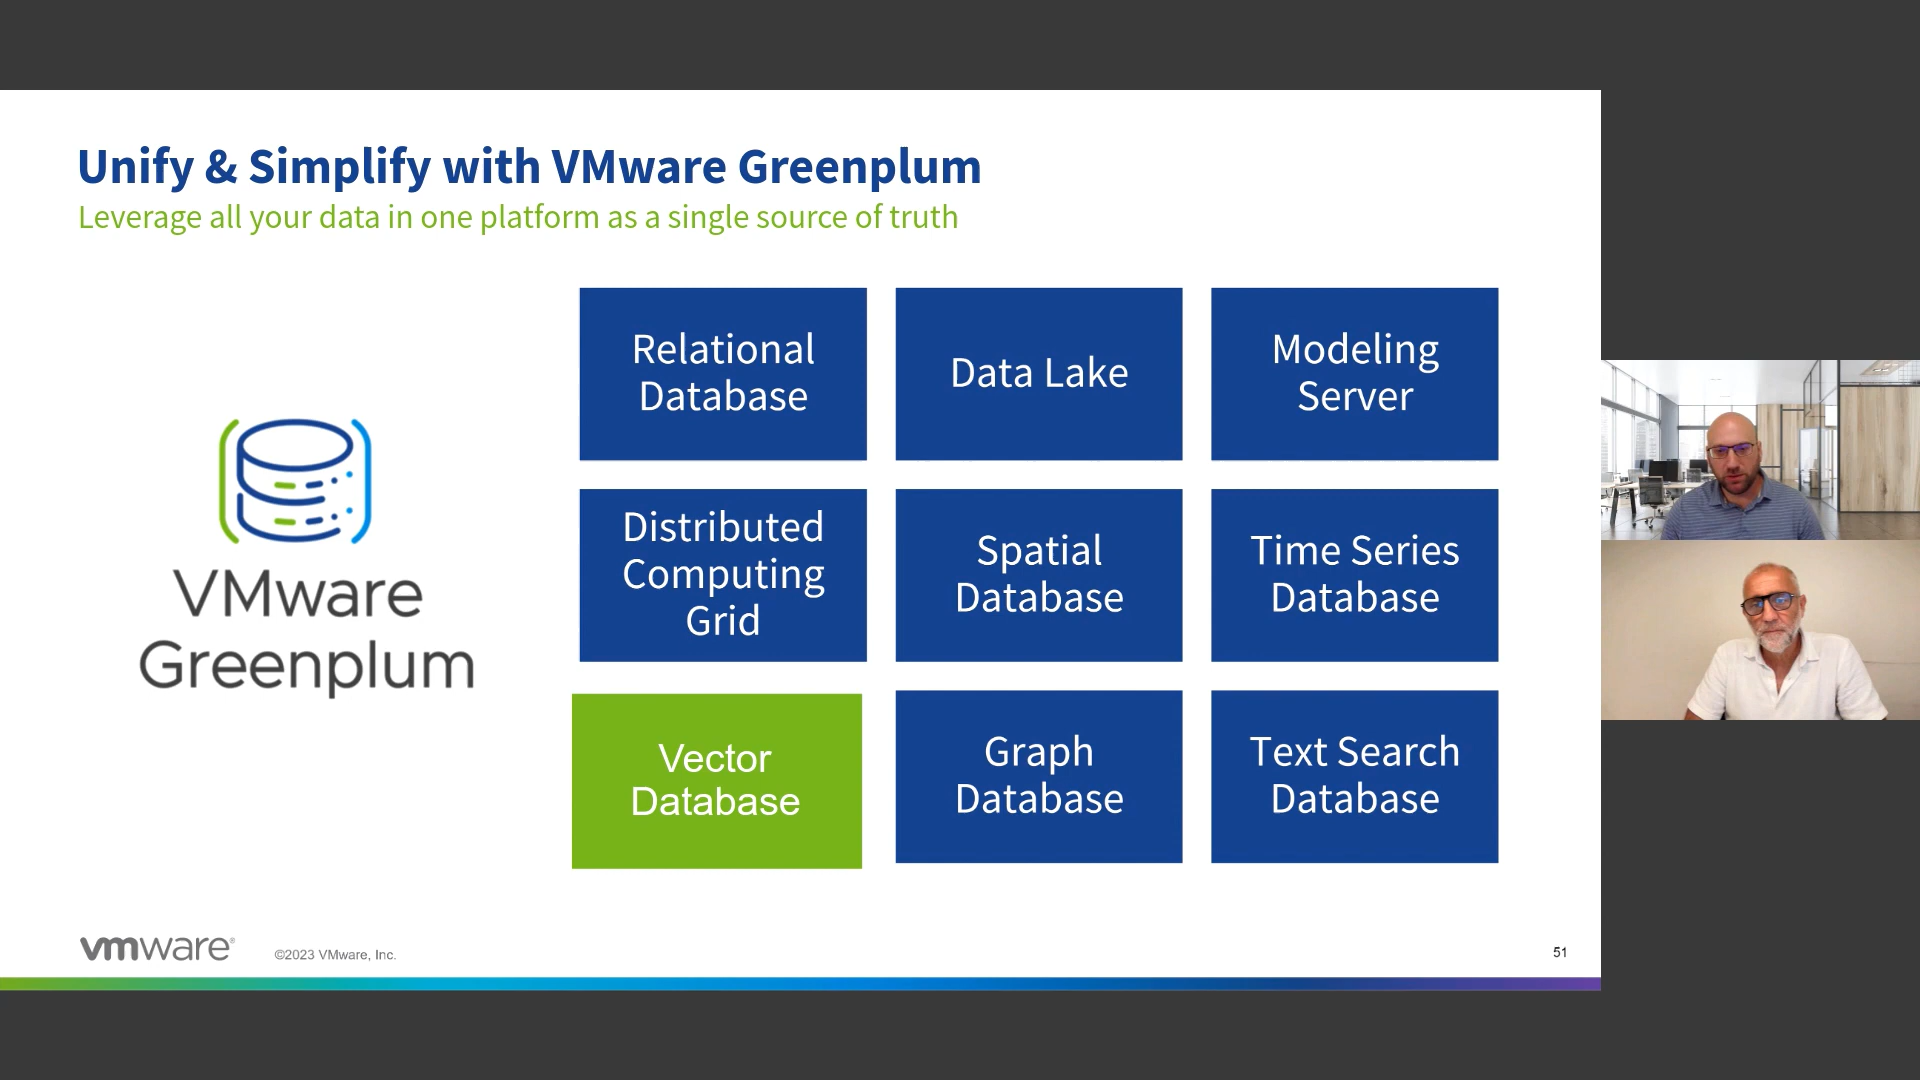 Unify & Simplify with VMware Greenplum
Leverage all your data in one platform as a single source of truth
VMware
Greenplum
Relational
Database
Data Lake
Modeling
Server
Distributed
Computing
Grid
Spatial
Database
Time Series
Database
Vector
Database
Graph
Database
Text Search
Database
vmware®
©2023 VMware, Inc.
51